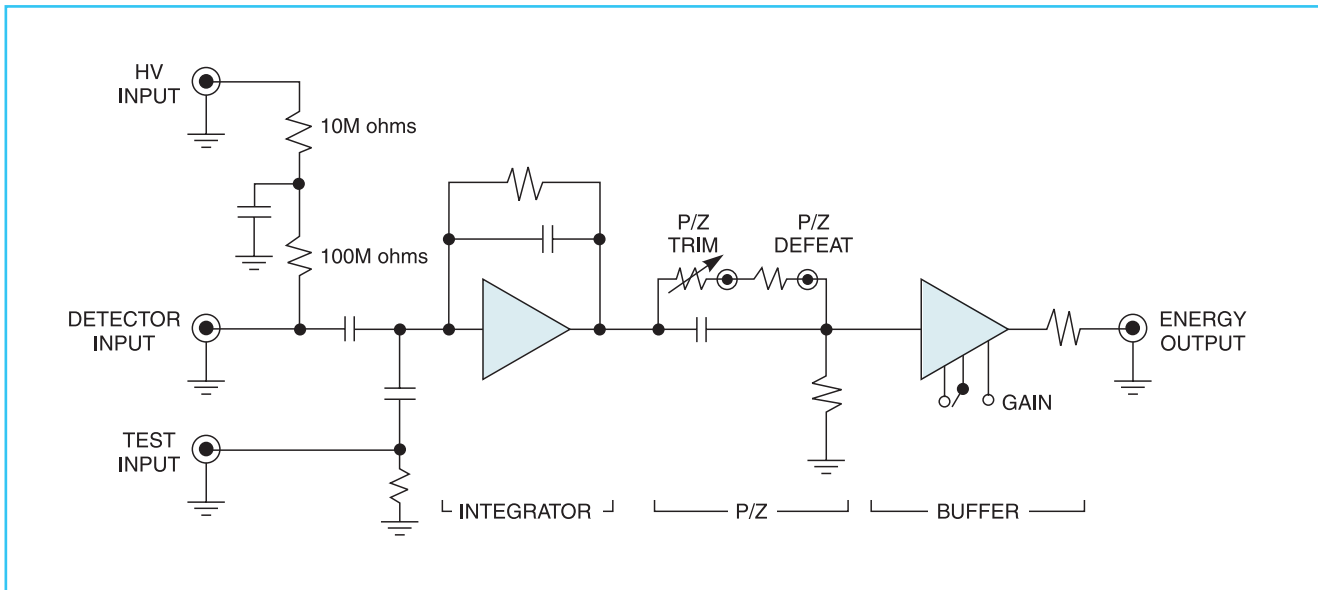 HV
INPUT
10M ohms
100M ohms
P/Z
TRIM
P/Z
DEFEAT
DETECTOR
INPUT
ENERGY
OUTPUT
GAIN
TEST
INPUT
INTEGRATOR
P/Z
BUFFER